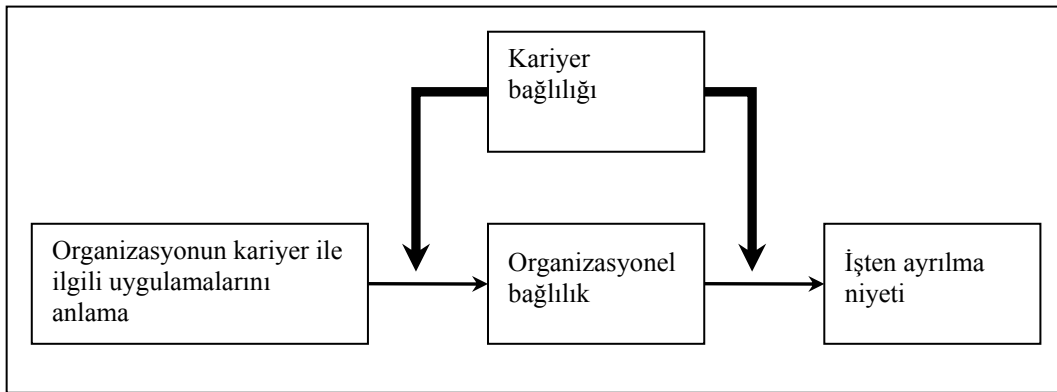 Kariyer
bağlılığı
Organizasyonun kariyer ile
ilgili uygulamalarını
anlama
Organizasyonel
bağlılık
İşten ayrılma
niyeti